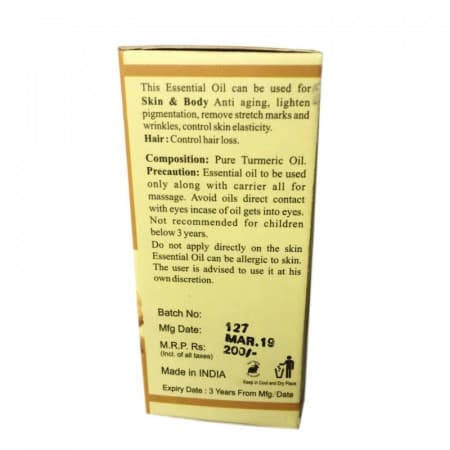 This Essential Oil can be used for
Skin & Body Anti aging, lighten
pigmentation, remove stretch marks and
wrinkles, control skin elasticity.
Hair : Control hair loss.
Composition: Pure Turmeric Oil.
Precaution: Essential oil to be used
only along with carrier all for
massage. Avoid oils direct contact
with eyes incase of oil gets into eyes.
Not recommended for children
below 3 years.
Do not apply directly on the skin
Essential Oil can be allergic to skin.
The user is advised to use it at his
own discretion.
Batch No: 127
Mfg Date: MAR.19
M.R.P. Rs: 200/-
(Incl. of all taxes)
Made in INDIA
Keep in Cool and Dry Place
Expiry Date : 3 Years From Mfg. Date